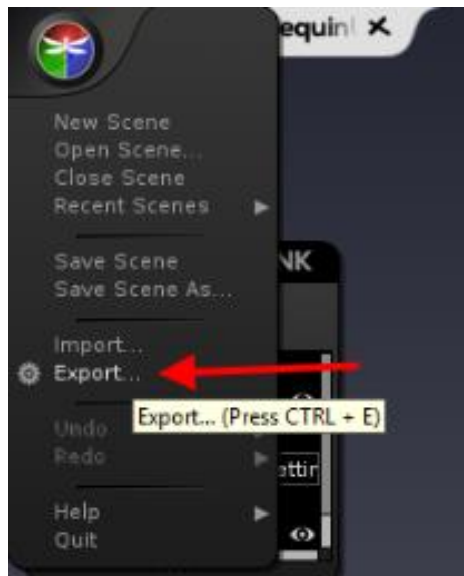 equin
New Scene
Open Scene...
Close Scene
Recent Scenes
NK
Save Scene
Save Scene As...
Import...
Export...
Export... (Press CTRL + E)
Undo
Redo
ettin
Help
Quit